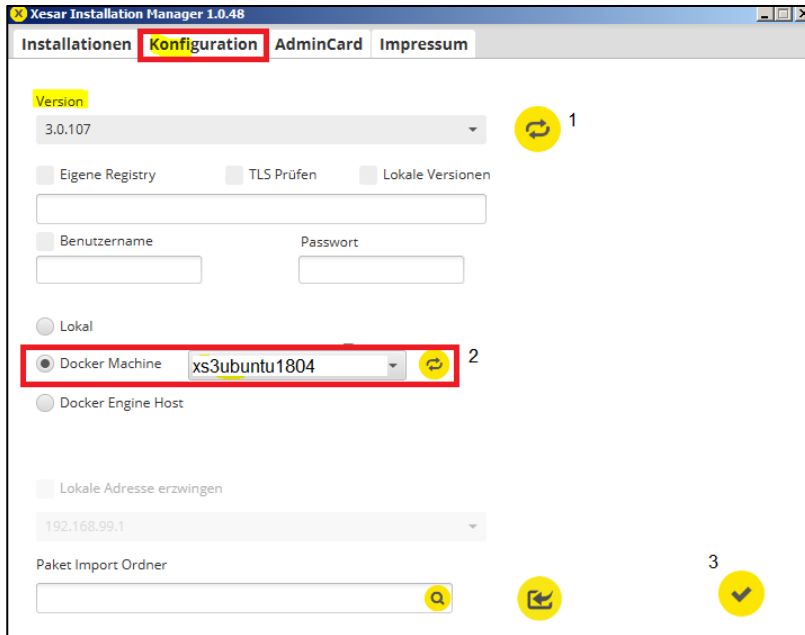 Xesar Installation Manager 1.0.48
Installationen Konfiguration AdminCard Impressum
Version
3.0.107
1
Eigene Registry TLS Prüfen Lokale Versionen
Benutzername Passwort
Lokal
Docker Machine xs3ubuntu1804
2
Docker Engine Host
Lokale Adresse erzwingen
192.168.99.1
Paket Import Ordner
3